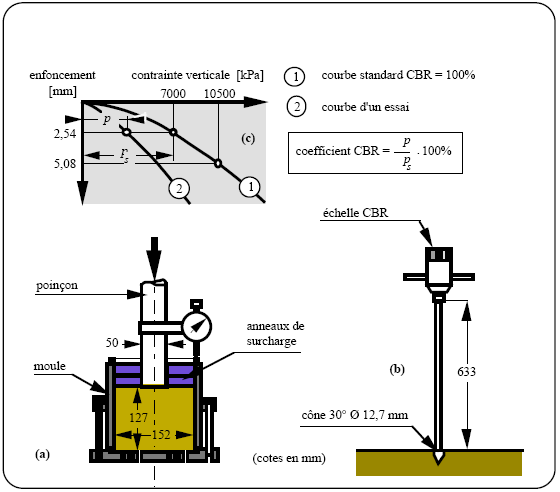 enfoncement
[mm]
contrainte verticale [kPa]
7000 10500
1 courbe standard CBR = 100%
p
2 courbe d'un essai
2,54
(c)
p
coefficient CBR = — . 100%
ps
ps
5,08
2
1
échelle CBR
poinçon
anneaux de
surcharge
50
moule
(b)
633
127
cône 30° Ø 12,7 mm
152
(a)
(cotes en mm)